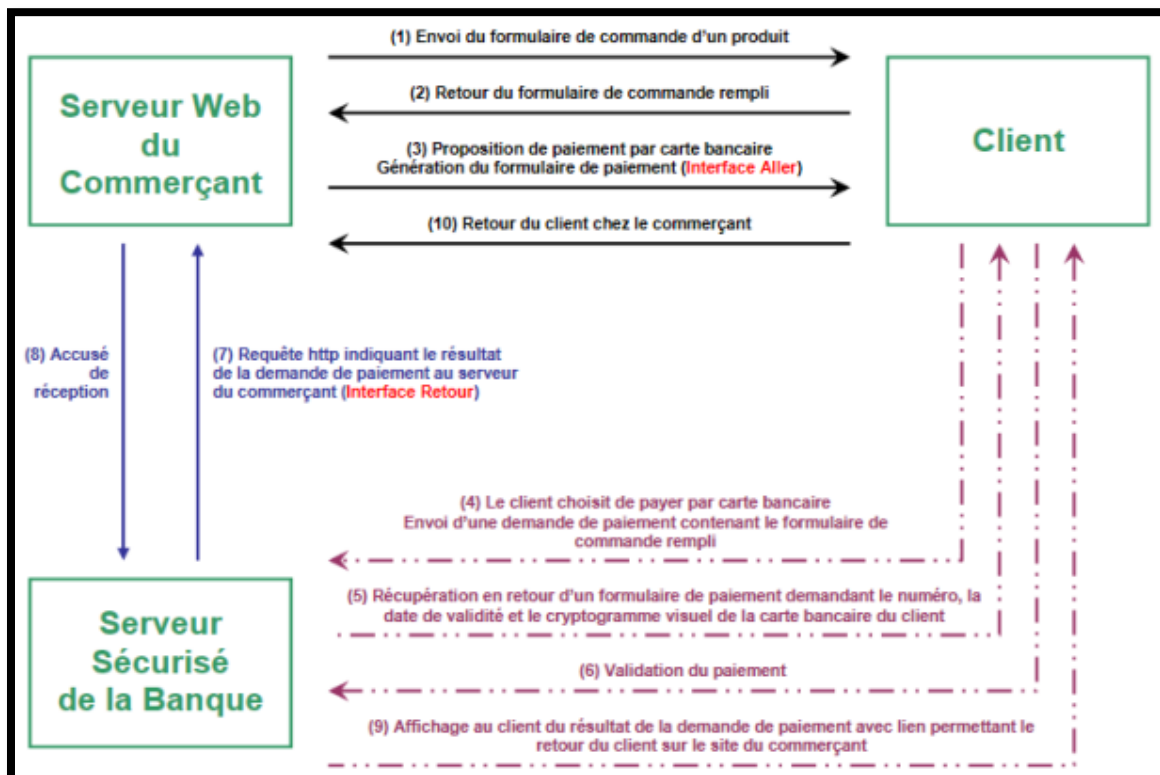 (1) Envoi du formulaire de commande d'un produit
Serveur Web
du
Commerçant
(2) Retour du formulaire de commande rempli
Client
(3) Proposition de paiement par carte bancaire
Génération du formulaire de paiement (Interface Aller)
(10) Retour du client chez le commerçant
(8) Accusé
de
réception
(7) Requête http indiquant le résultat
de la demande de paiement au serveur
du commerçant (Interface Retour)
(4) Le client choisit de payer par carte bancaire
Envoi d'une demande de paiement contenant le formulaire de
commande rempli
(5) Récupération en retour d'un formulaire de paiement demandant le numéro, la
date de validité et le cryptogramme visuel de la carte bancaire du client
Serveur
Sécurisé
de la Banque
(6) Validation du paiement
(9) Affichage au client du résultat de la demande de paiement avec lien permettant le
retour du client sur le site du commerçant